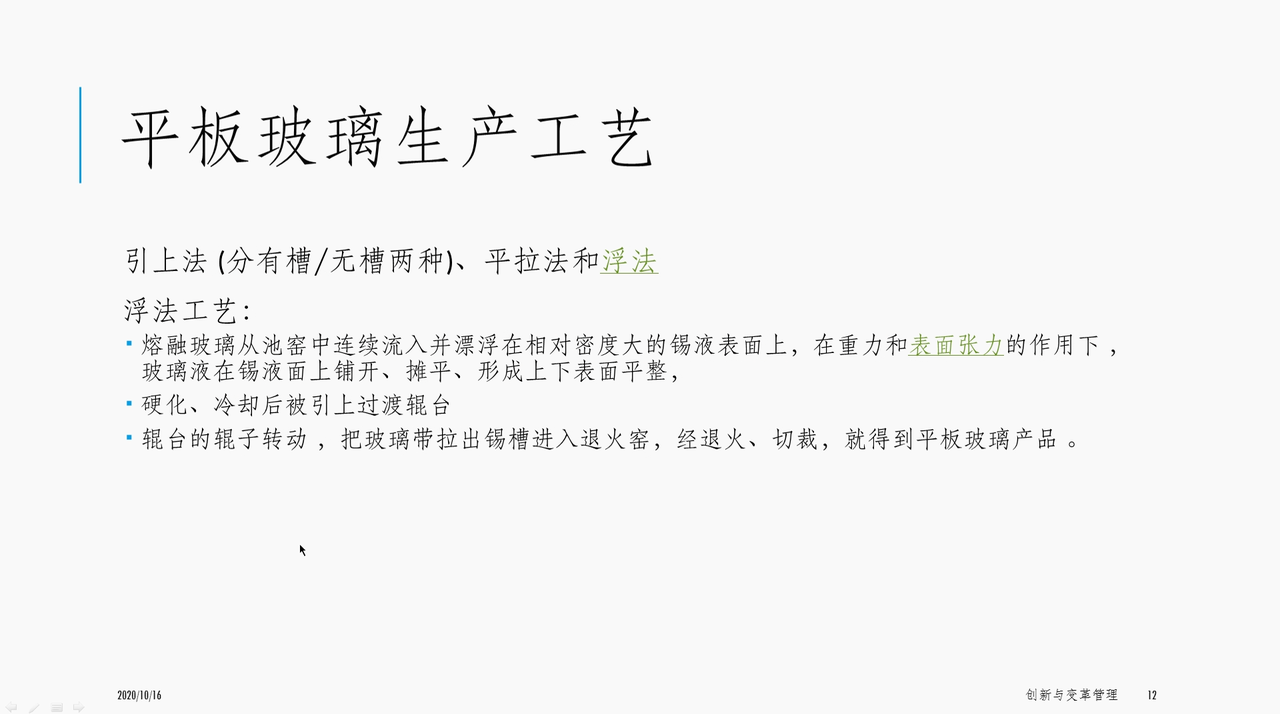 平板玻璃生产工艺
引上法 (分有槽/无槽两种)、平拉法和浮法
浮法工艺：
▪ 熔融玻璃从池窑中连续流入并漂浮在相对密度大的锡液表面上，在重力和表面张力的作用下 ，
玻璃液在锡液面上铺开、摊平、形成上下表面平整，
▪ 硬化、冷却后被引上过渡辊台
▪ 辊台的辊子转动 ，把玻璃带拉出锡槽进入退火窑，经退火、切裁，就得到平板玻璃产品 。
2020/10/16 创新与变革管理 12